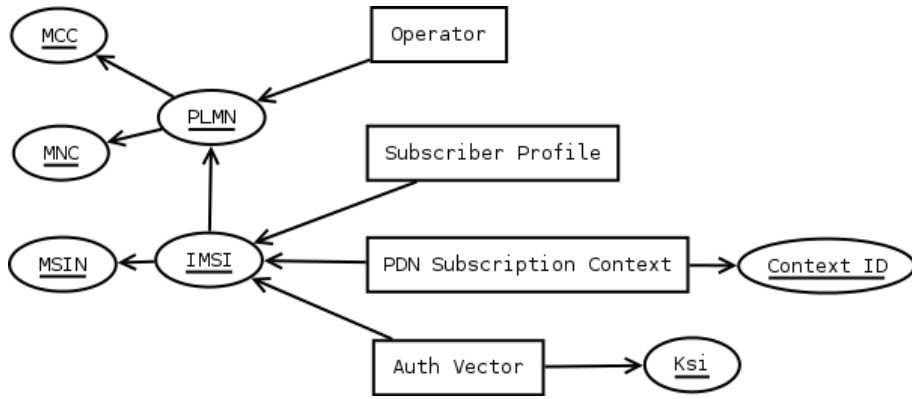 MCC
Operator
PLMN
MNC
Subscriber Profile
MSIN
IMSI
PDN Subscription Context
Context ID
Auth Vector
Ksi